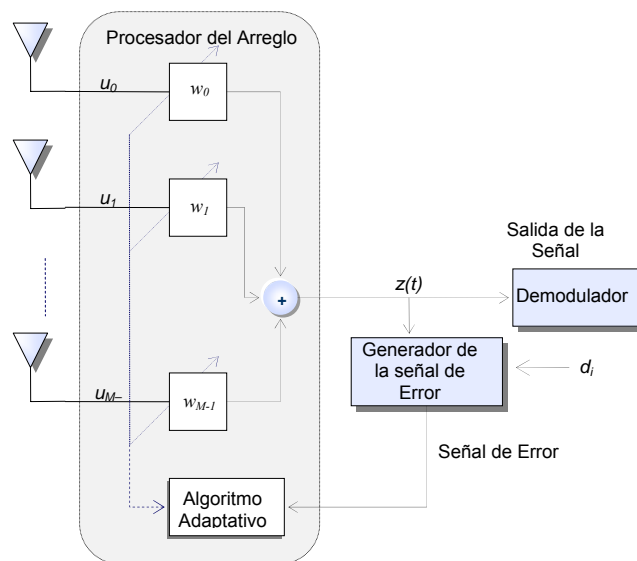 Procesador del Arreglo
u0
w0
u1
w1
Salida de la
Señal
z(t)
Demodulador
+
Generador de
la señal de
Error
di
uM–
wM-1
Señal de Error
Algoritmo
Adaptativo